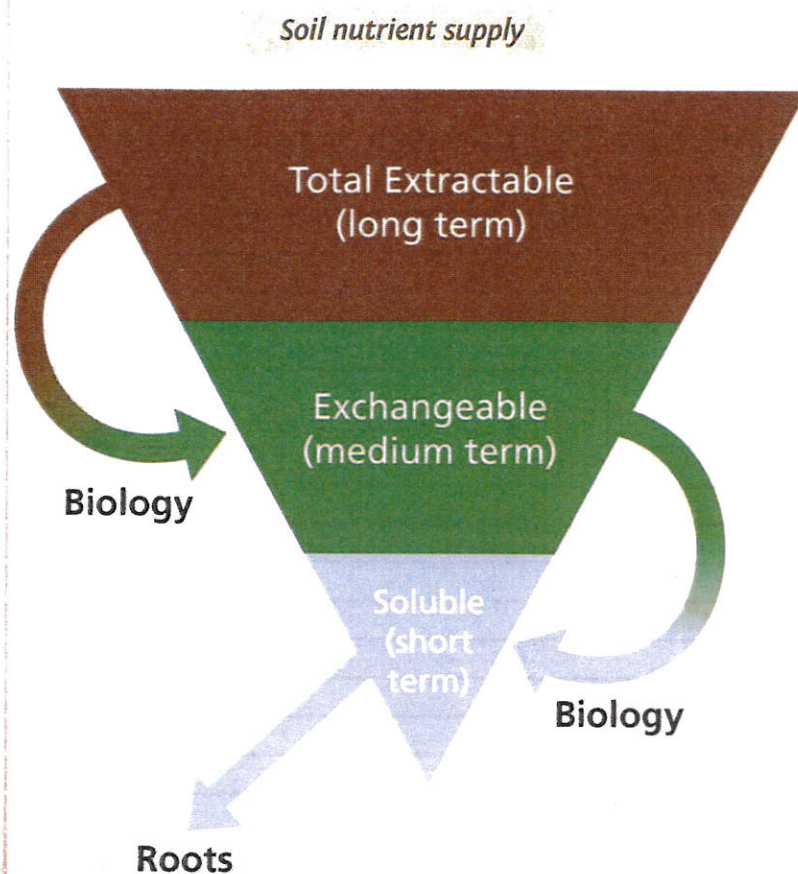 Soil nutrient supply
Total Extractable
(long term)
Exchangeable
(medium term)
Biology
Soluble
(short
term)
Biology
Roots